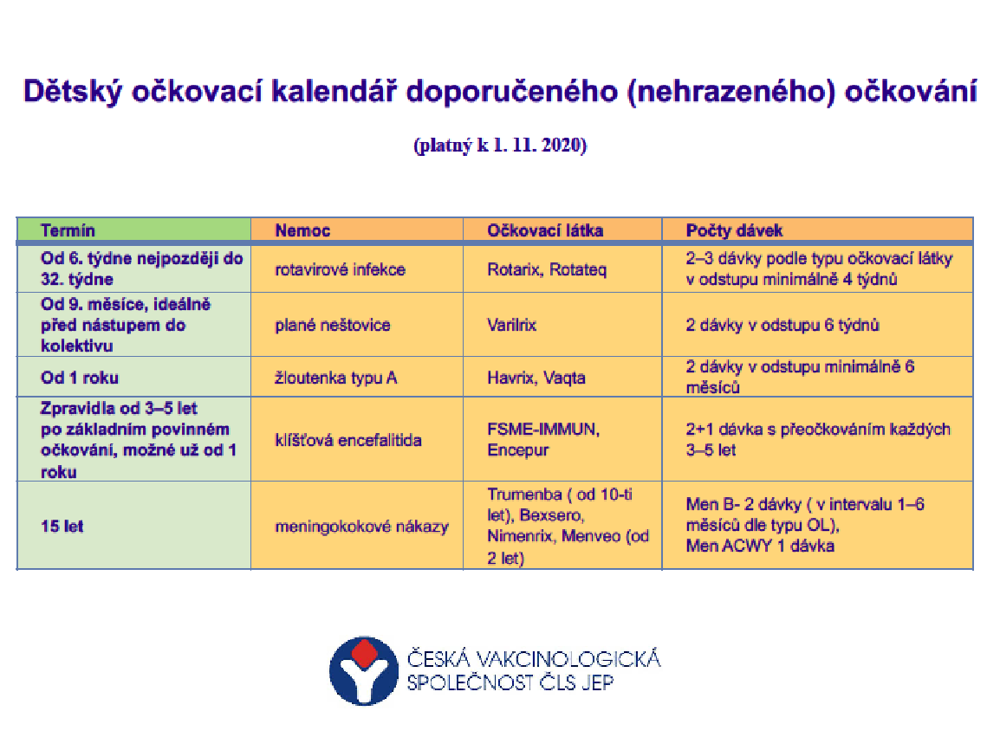 Dětský očkovací kalendář doporučeného (nehrazeného) očkování
(platný k 1. 11. 2020)
Termín
Nemoc
Očkovací látka
Počty dávek
Od 6. týdne nejpozději do
32. týdne
rotavirové infekce
Rotarix, Rotateq
2–3 dávky podle typu očkovací látky
v odstupu minimálně 4 týdnů
Od 9. měsíce, ideálně
před nástupem do
kolektivu
plané neštovice
Varilrix
2 dávky v odstupu 6 týdnů
Od 1 roku
žloutenka typu A
Havrix, Vaqta
2 dávky v odstupu minimálně 6
měsíců
Zpravidla od 3–5 let
po základním povinném
očkování, možné už od 1
roku
klíšťová encefalitida
FSME-IMMUN,
Encepur
2+1 dávka s přeočkováním každých
3–5 let
15 let
meningokokové nákazy
Trumenba ( od 10-ti
let), Bexsero,
Nimenrix, Menveo (od
2 let)
Men B- 2 dávky ( v intervalu 1–6
měsíců dle typu OL),
Men ACWY 1 dávka
ČESKÁ VAKCINOLOGICKÁ
SPOLEČNOST ČLS JEP